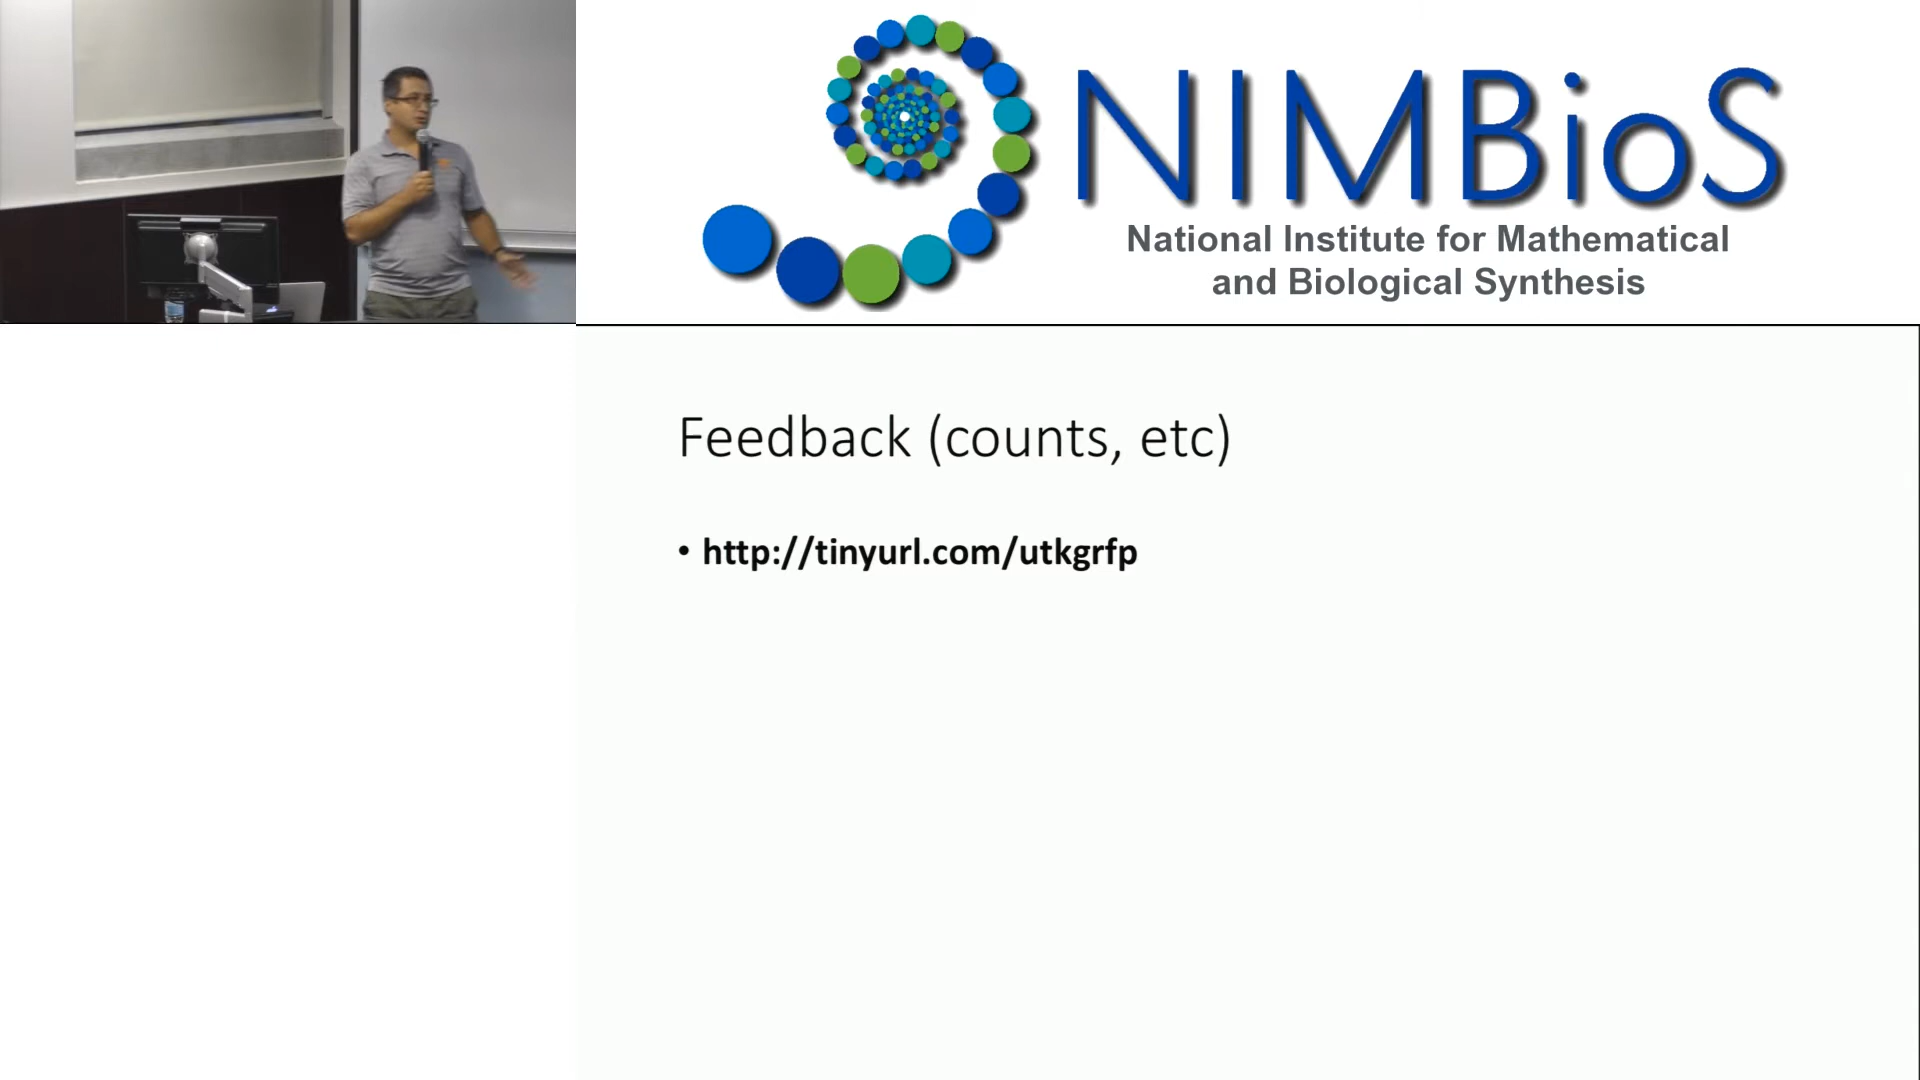 NIMBioS
National Institute for Mathematical
and Biological Synthesis
Feedback (counts, etc)
• http://tinyurl.com/utkgrfp